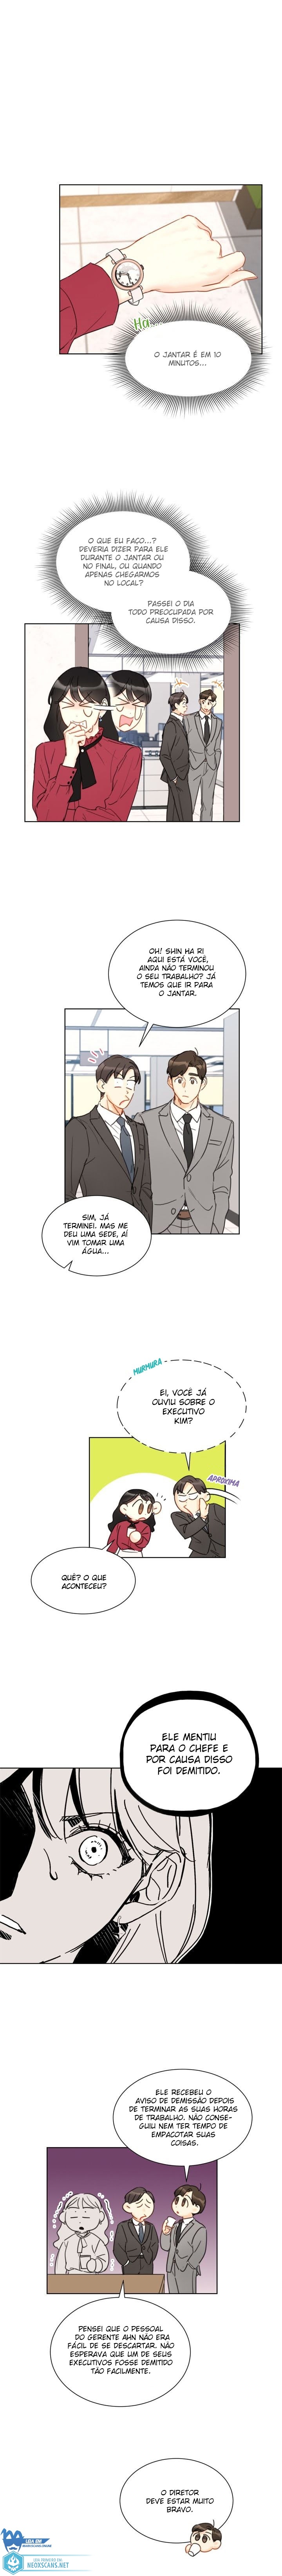 Ha...
O JANTAR É EM 10
MINUTOS...
O QUE EU FAÇO...?
DEVERIA DIZER PARA ELE
DURANTE O JANTAR OU
NO FINAL, OU QUANDO
APENAS CHEGARMOS
NO LOCAL?
PASSEI O DIA
TODO PREOCUPADA POR
CAUSA DISSO.
OH! SHIN HA RI
AQUI ESTÁ VOCÊ,
AINDA NÃO TERMINOU
O SEU TRABALHO? JÁ
TEMOS QUE IR PARA
O JANTAR.
SIM, JÁ
TERMINEI. MAS ME
DEU UMA SEDE, AÍ
VIM TOMAR UMA
ÁGUA...
MURMURA
EI, VOCÊ JÁ
OUVIU SOBRE O
EXECUTIVO
KIM?
APROXIMA
QUÊ? O QUE
ACONTECEU?
ELE MENTIU
PARA O CHEFE E
POR CAUSA DISSO
FOI DEMITIDO.
ELE RECEBEU O
AVISO DE DEMISSÃO DEPOIS
DE TERMINAR AS SUAS HORAS
DE TRABALHO. NÃO CONSE-
GUIU NEM TER TEMPO DE
EMPACOTAR SUAS
COISAS.
PENSEI QUE O PESSOAL
DO GERENTE AHN NÃO ERA
FÁCIL DE SE DESCARTAR. NÃO
ESPERAVA QUE UM DE SEUS
EXECUTIVOS FOSSE DEMITIDO
TÃO FACILMENTE.
O DIRETOR
DEVE ESTAR MUITO
BRAVO.
LEIA EM
NEOXSCANS.NET